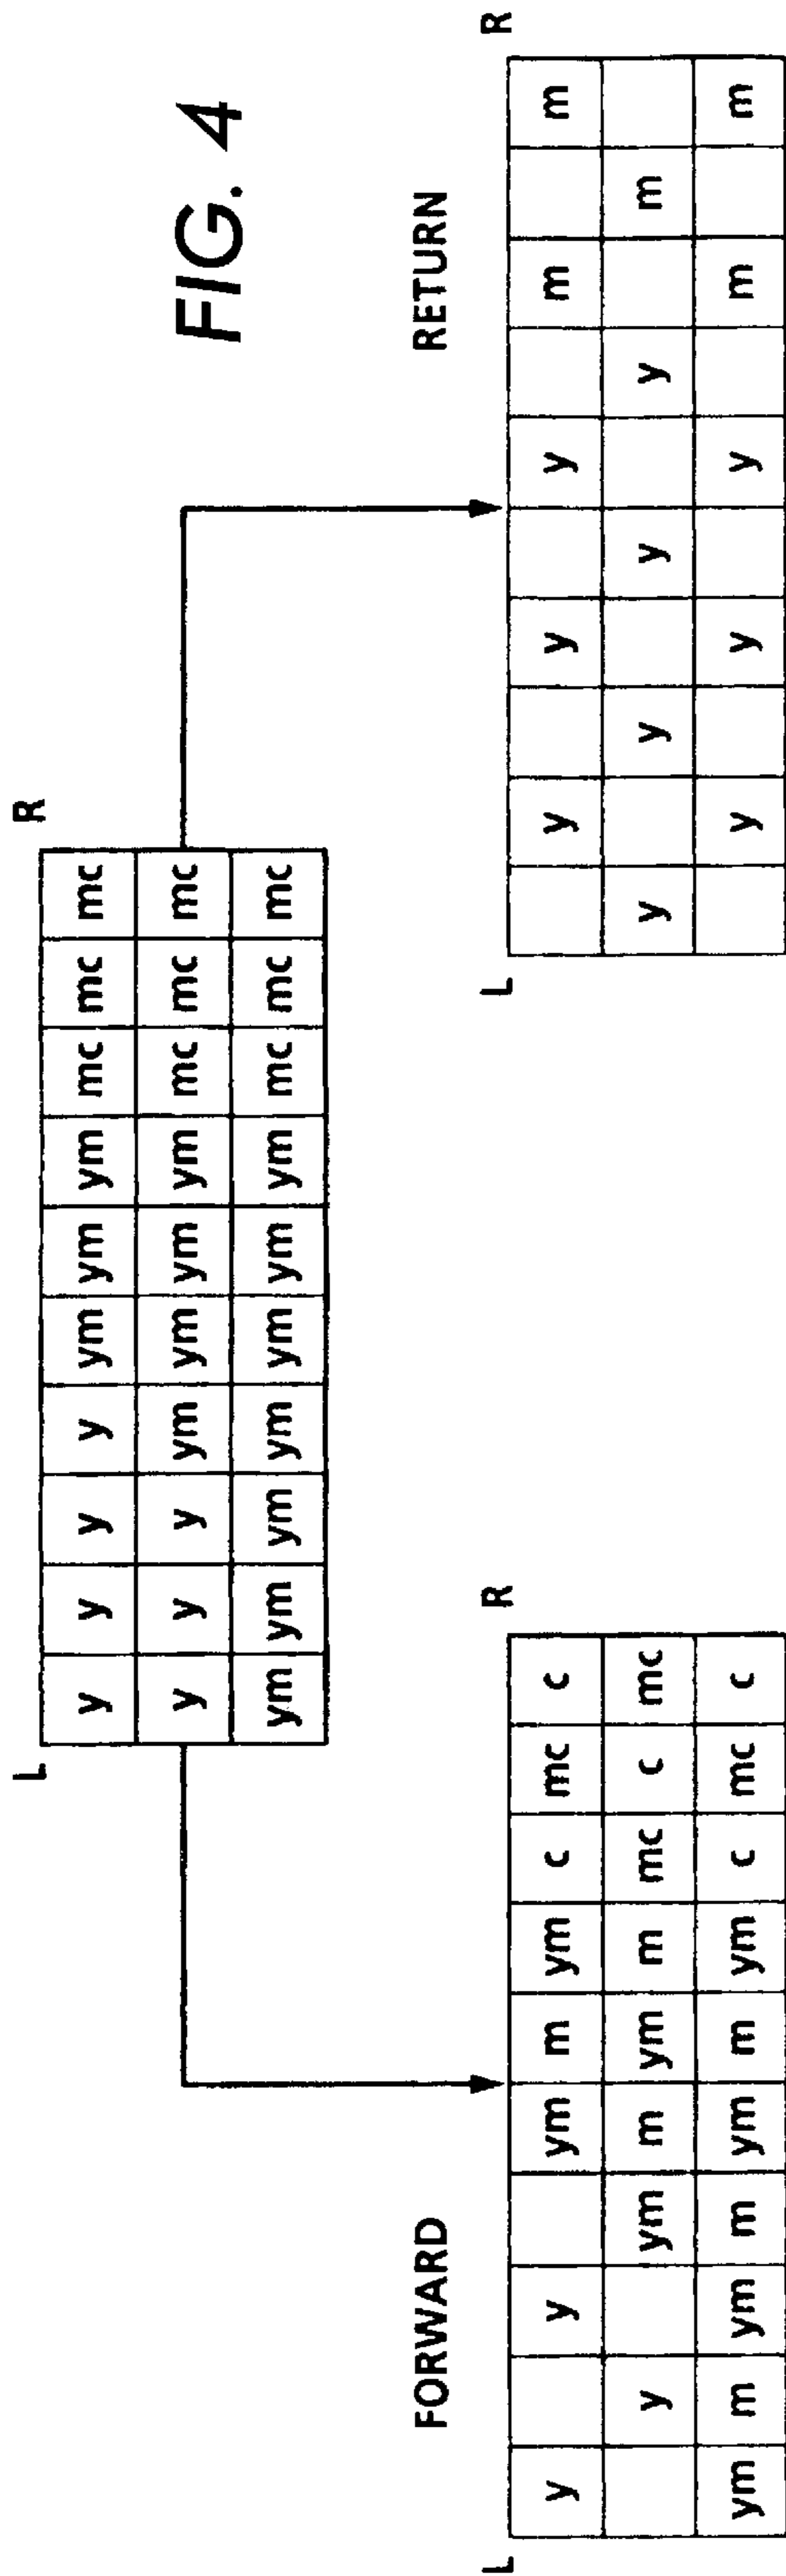 L R
y y y y ym ym ym mc mc mc
y y y ym ym ym ym mc mc mc
ym ym ym ym ym ym ym mc mc mc
FIG. 4
FORWARD
L R
y y ym m ym c mc c
y ym m ym m mc c mc
ym m ym m ym m ym c mc c
RETURN
L R
y y y m m
y y y y m
y y y m m